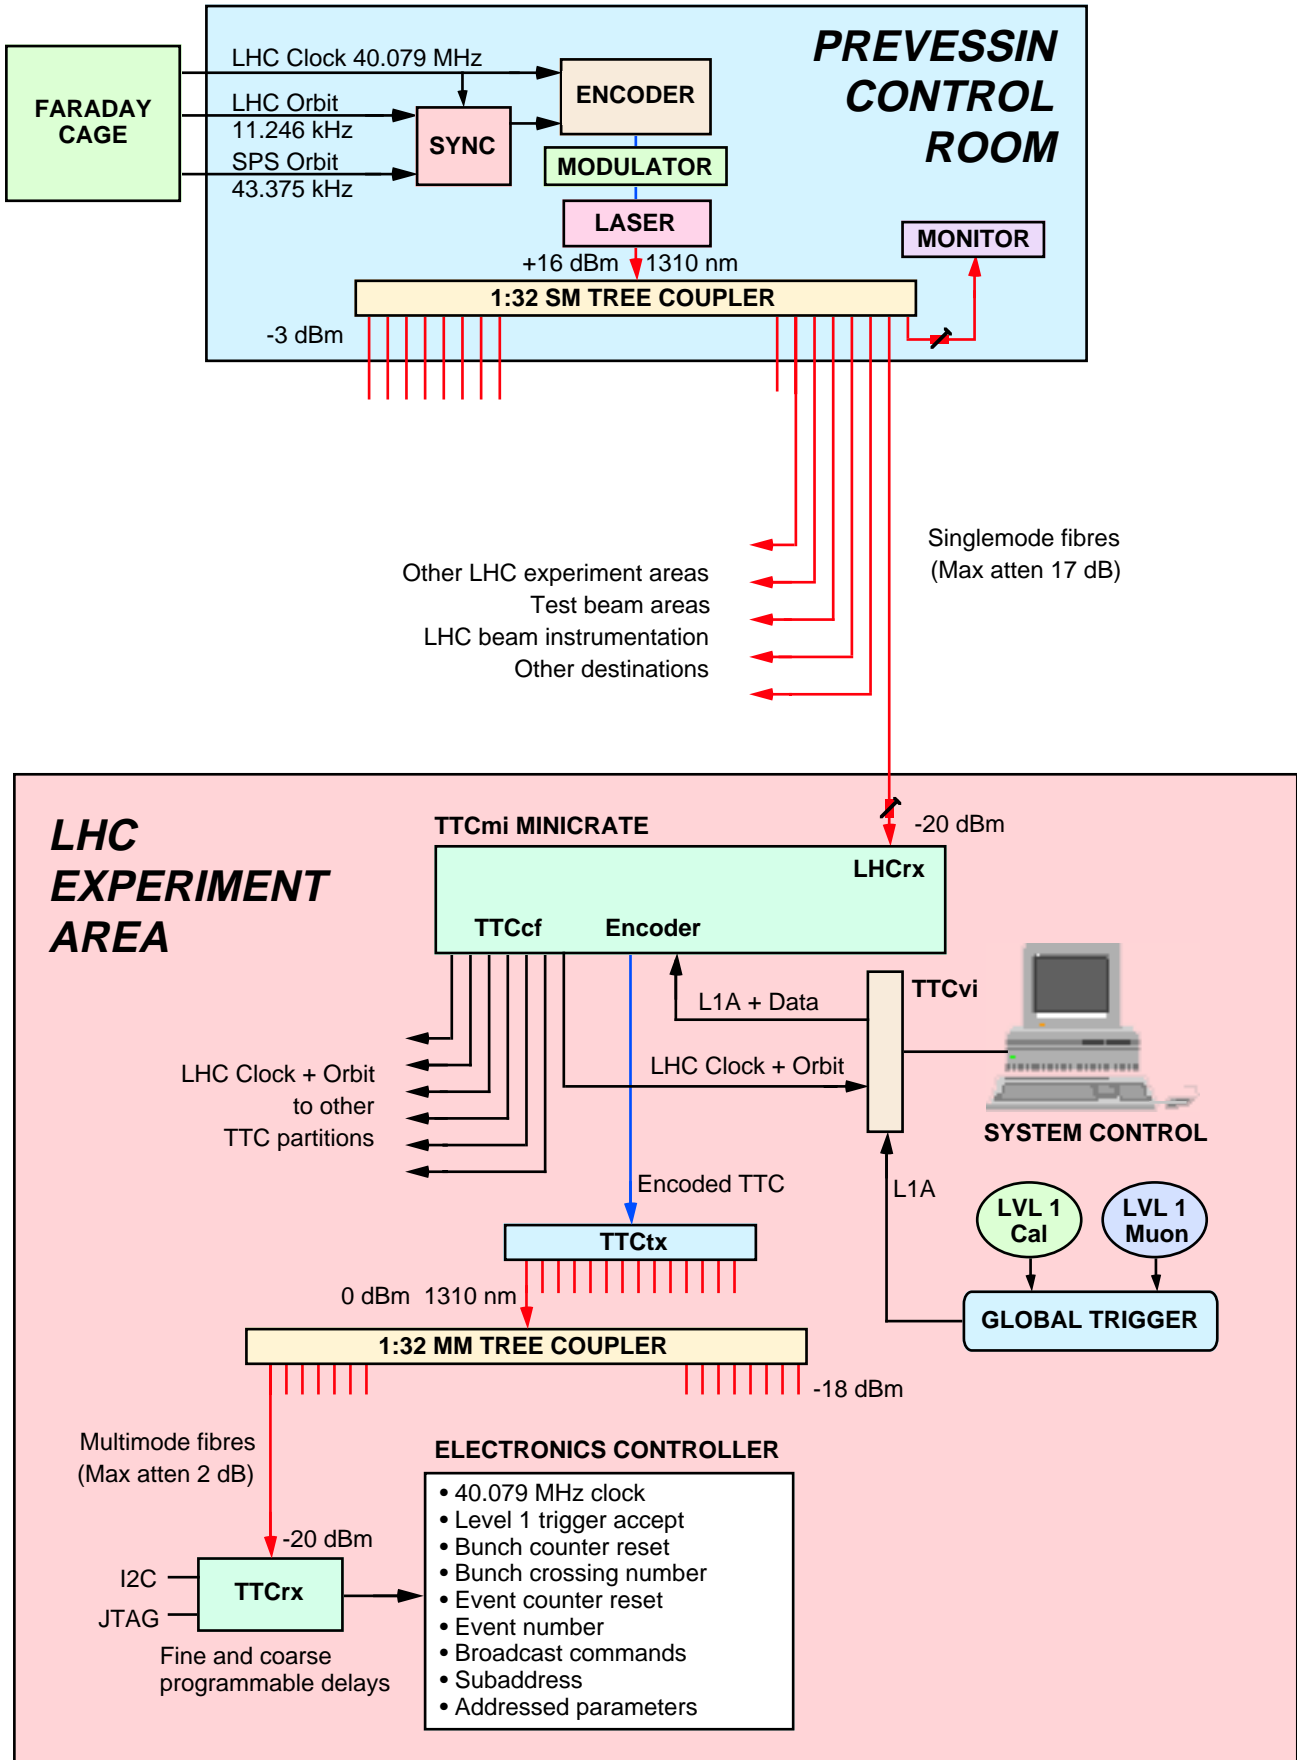 PREVESSIN
CONTROL
ROOM
FARADAY
CAGE
LHC Clock 40.079 MHz
LHC Orbit
11.246 kHz
SPS Orbit
43.375 kHz
SYNC
ENCODER
MODULATOR
LASER
MONITOR
+16 dBm 1310 nm
1:32 SM TREE COUPLER
-3 dBm
Singlemode fibres
(Max atten 17 dB)
Other LHC experiment areas
Test beam areas
LHC beam instrumentation
Other destinations
LHC
EXPERIMENT
AREA
TTCmi MINICRATE
-20 dBm
LHCrx
TTCcf
Encoder
TTCvi
L1A + Data
LHC Clock + Orbit
LHC Clock + Orbit
to other
TTC partitions
SYSTEM CONTROL
Encoded TTC
L1A
LVL 1
Cal
LVL 1
Muon
GLOBAL TRIGGER
TTCtx
0 dBm 1310 nm
1:32 MM TREE COUPLER
-18 dBm
Multimode fibres
(Max atten 2 dB)
-20 dBm
I2C
JTAG
TTCrx
Fine and coarse
programmable delays
ELECTRONICS CONTROLLER
• 40.079 MHz clock
• Level 1 trigger accept
• Bunch counter reset
• Bunch crossing number
• Event counter reset
• Event number
• Broadcast commands
• Subaddress
• Addressed parameters